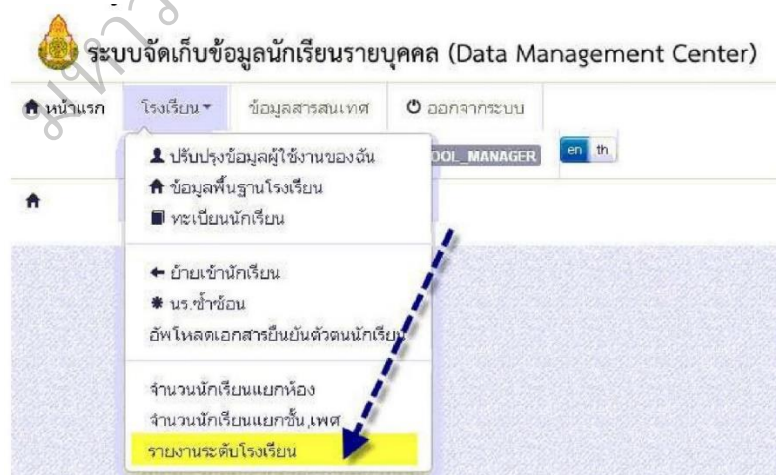 ระบบจัดเก็บข้อมูลนักเรียนรายบุคคล (Data Management Center)
หน้าแรก โรงเรียน ข้อมูลสารสนเทศ ออกจากระบบ
ปรับปรุงข้อมูลผู้ใช้งานของฉัน OOL_MANAGER en th
ข้อมูลพื้นฐานโรงเรียน
ทะเบียนนักเรียน
ย้ายเข้านักเรียน
นร.ซ้ำซ้อน
อัพโหลดเอกสารยืนยันตัวตนนักเรียน
จำนวนนักเรียนแยกห้อง
จำนวนนักเรียนแยกชั้น,เพศ
รายงานระดับโรงเรียน